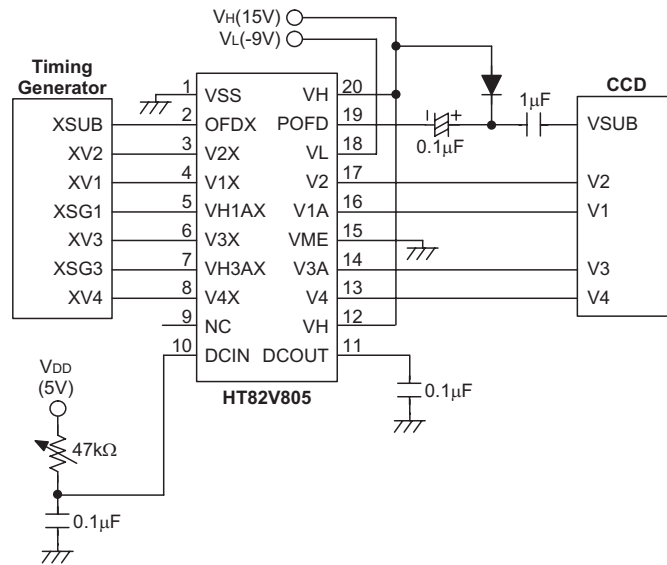 VH(15V)
VL(-9V)
Timing
Generator
CCD
1 VSS VH 20
XSUB 2 OFDX POFD 19 - + 0.1µF 1µF VSUB
XV2 3 V2X VL 18
XV1 4 V1X V2 17 V2
XSG1 5 VH1AX V1A 16 V1
XV3 6 V3X VME 15
XSG3 7 VH3AX V3A 14 V3
XV4 8 V4X V4 13 V4
9 NC VH 12
10 DCIN DCOUT 11
HT82V805
0.1µF
VDD
(5V)
47kΩ
0.1µF